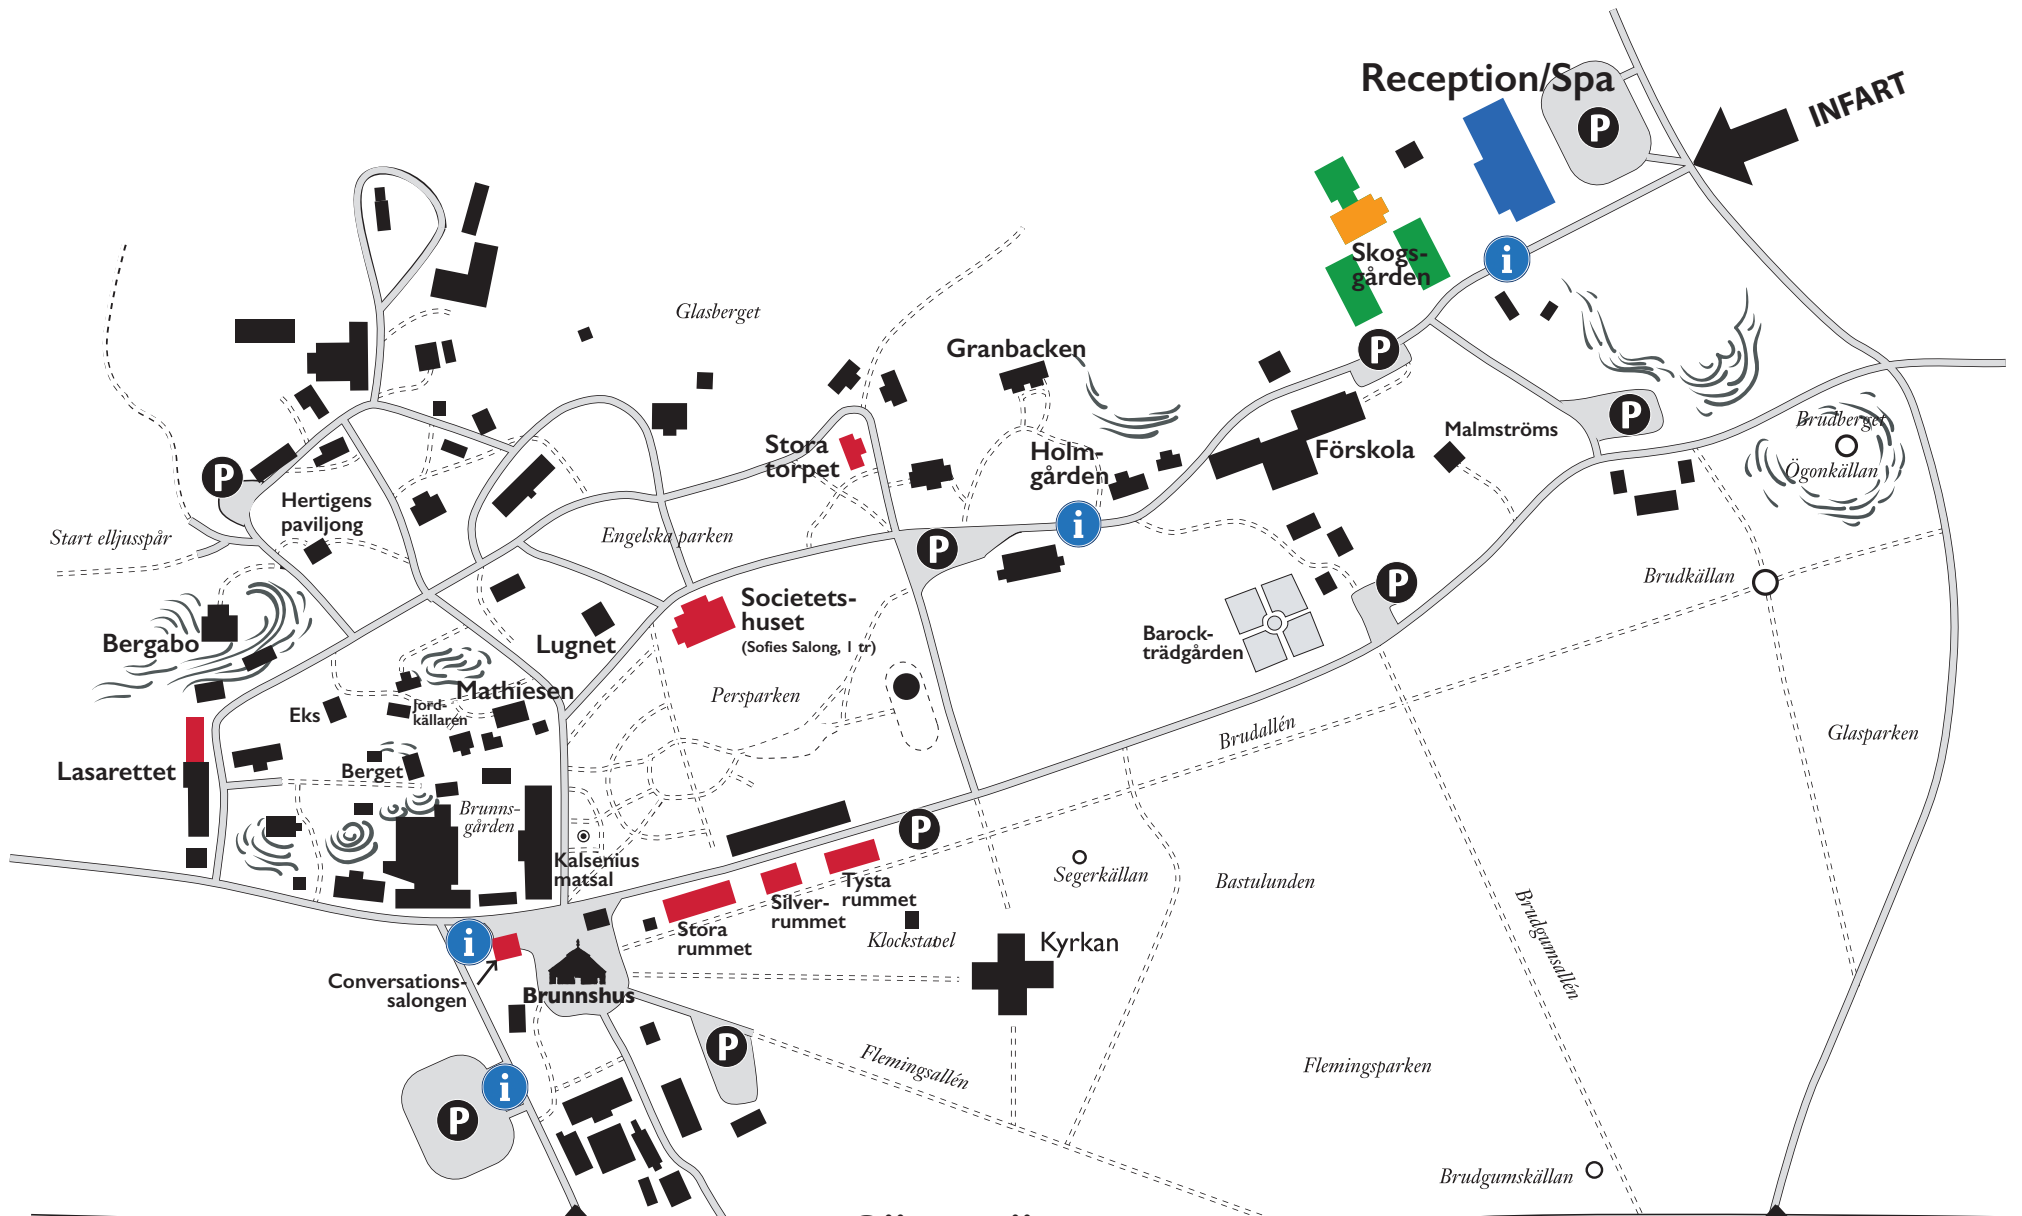 Reception/Spa
P
INFART
Skogs-
gården
i
Glasberget
Granbacken
P
P
Brudberget
Ögonkällan
Malmströms
Förskola
Holm-
gården
Stora
torpet
P
Hertigens
paviljong
Start elljusspår
Engelska parken
P
i
Brudkällan
P
Barock-
trädgården
Societets-
huset
(Sofies Salong, 1 tr)
Lugnet
Bergabo
Persparken
Mathiesen
Jord-
källaren
Eks
Berget
Lasarettet
Brudallén
Glasparken
Brunns-
gården
Kalsenius
matsal
P
Tysta
rummet
Silver-
rummet
Stora
rummet
Segerkällan
Bastulunden
Klockstapel
Kyrkan
Brudgumsallén
i
Conversations-
salongen
Brunnshus
P
Flemingsallén
Flemingsparken
i
P
Brudgumskällan